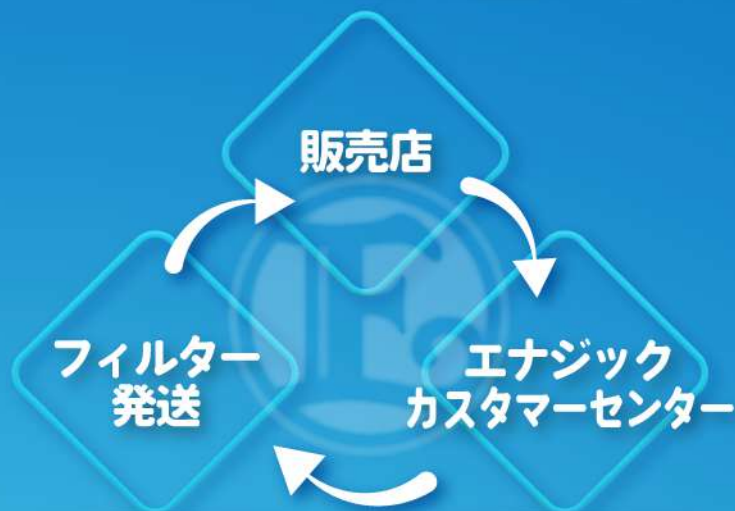 販売店
フィルター
発送
エナジック
カスタマーセンター